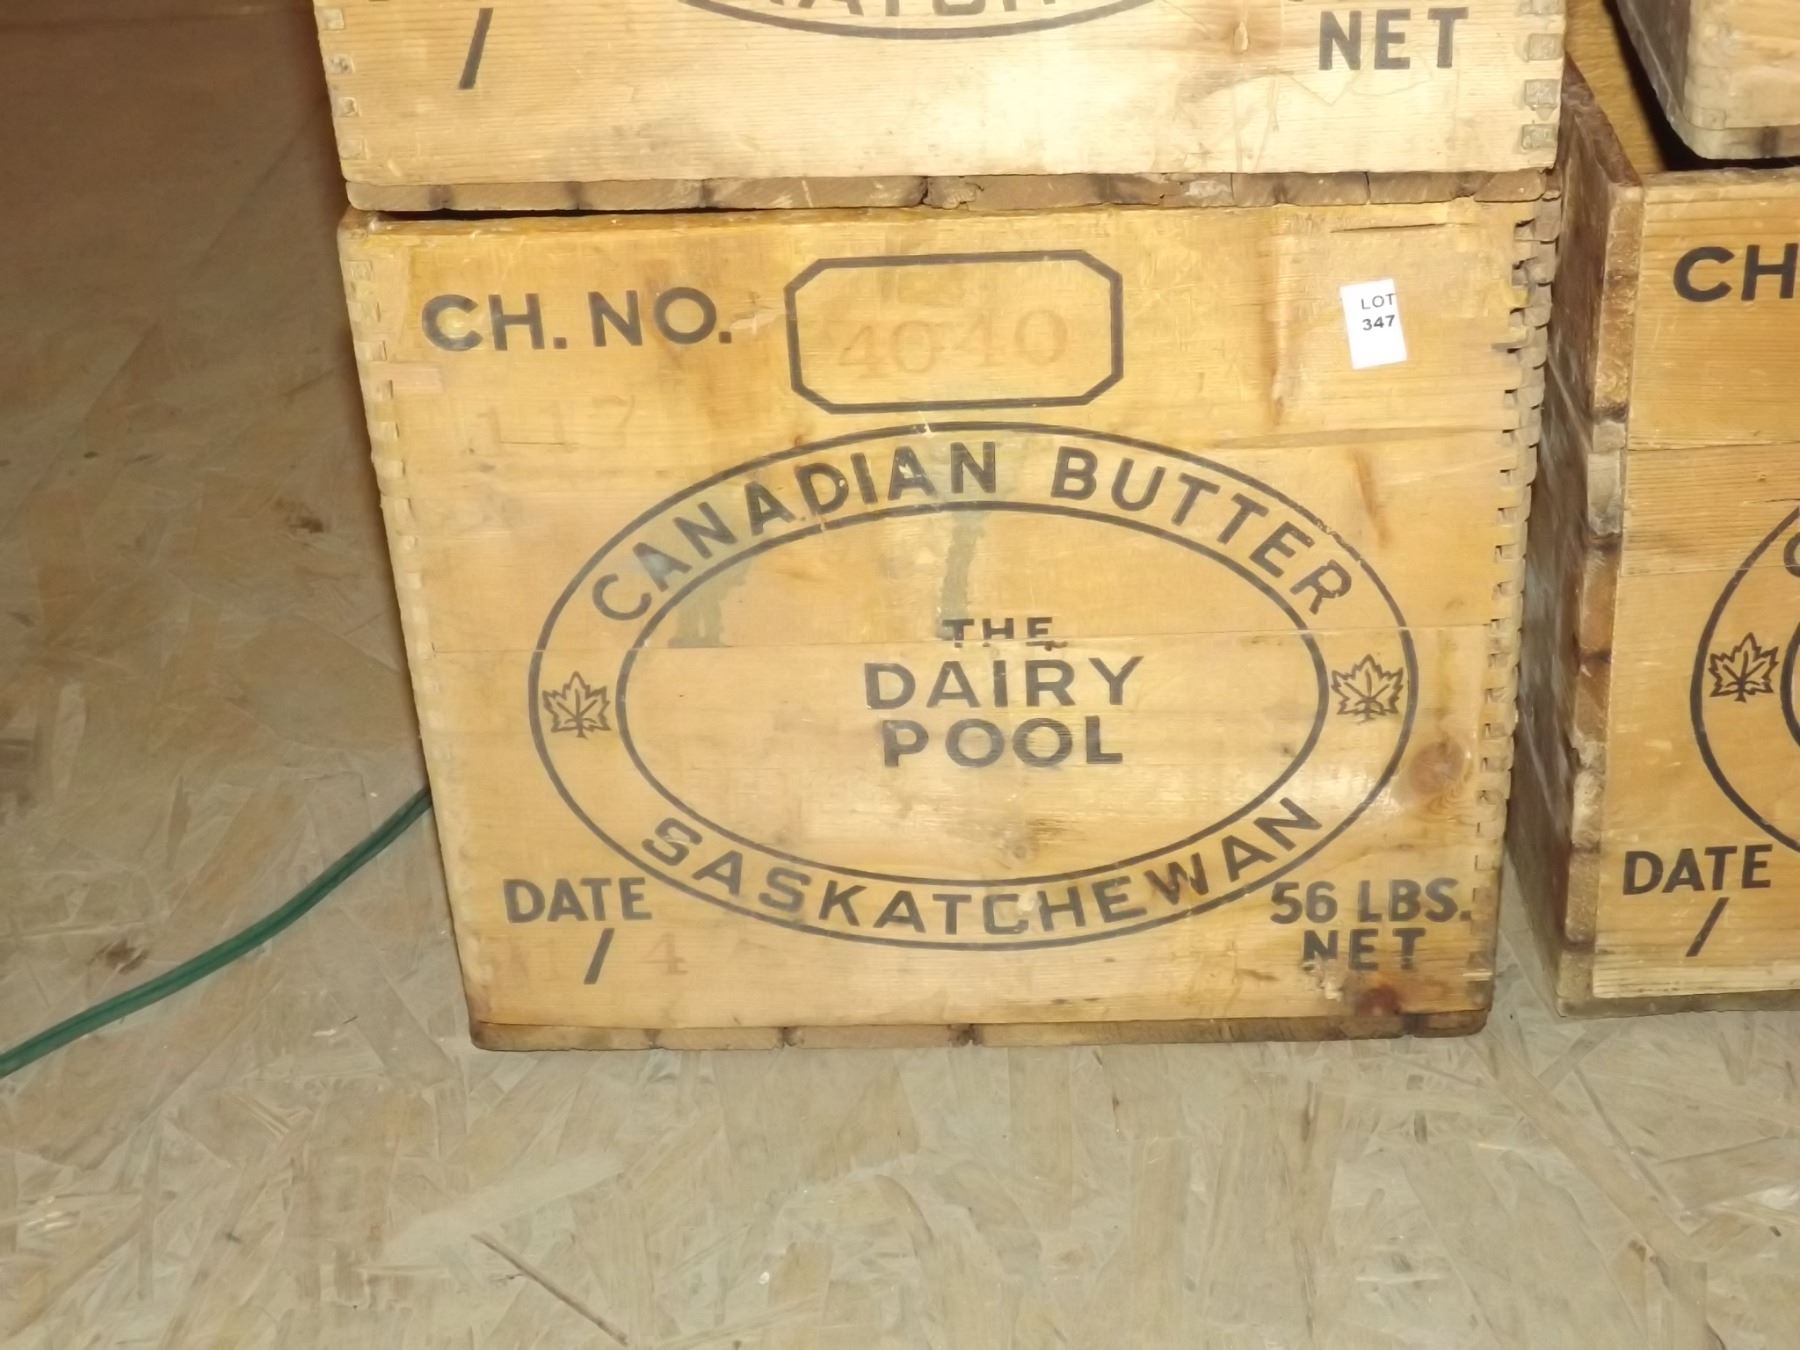 /
NET
CH. NO.
4040
LOT
347
117
CANADIAN BUTTER
THE
DAIRY
POOL
SASKATCHEWAN
DATE
/ 4
56 LBS.
NET
CH
DATE
/